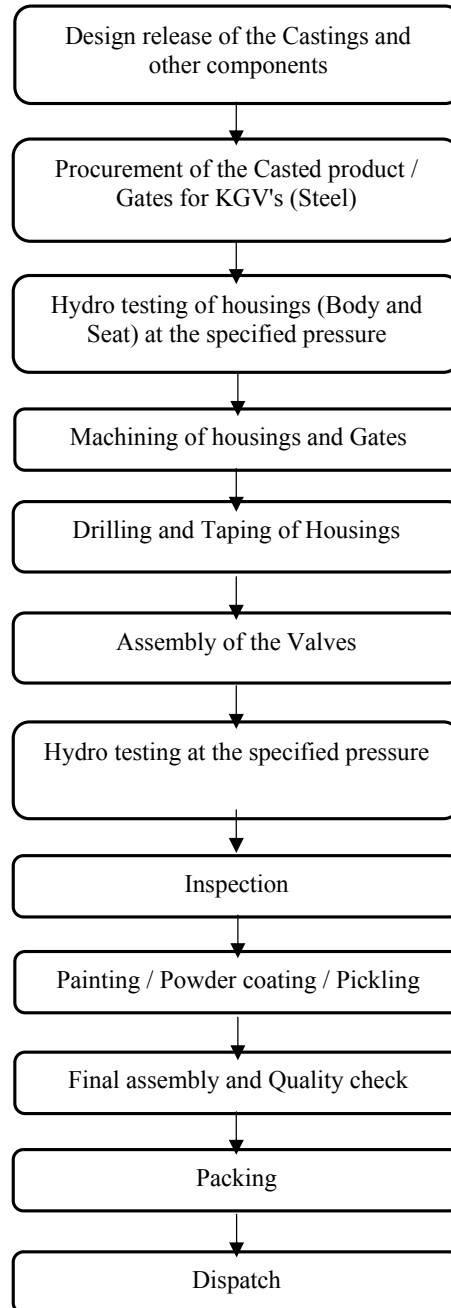 Design release of the Castings and
other components
Procurement of the Casted product /
Gates for KGV's (Steel)
Hydro testing of housings (Body and
Seat) at the specified pressure
Machining of housings and Gates
Drilling and Taping of Housings
Assembly of the Valves
Hydro testing at the specified pressure
Inspection
Painting / Powder coating / Pickling
Final assembly and Quality check
Packing
Dispatch